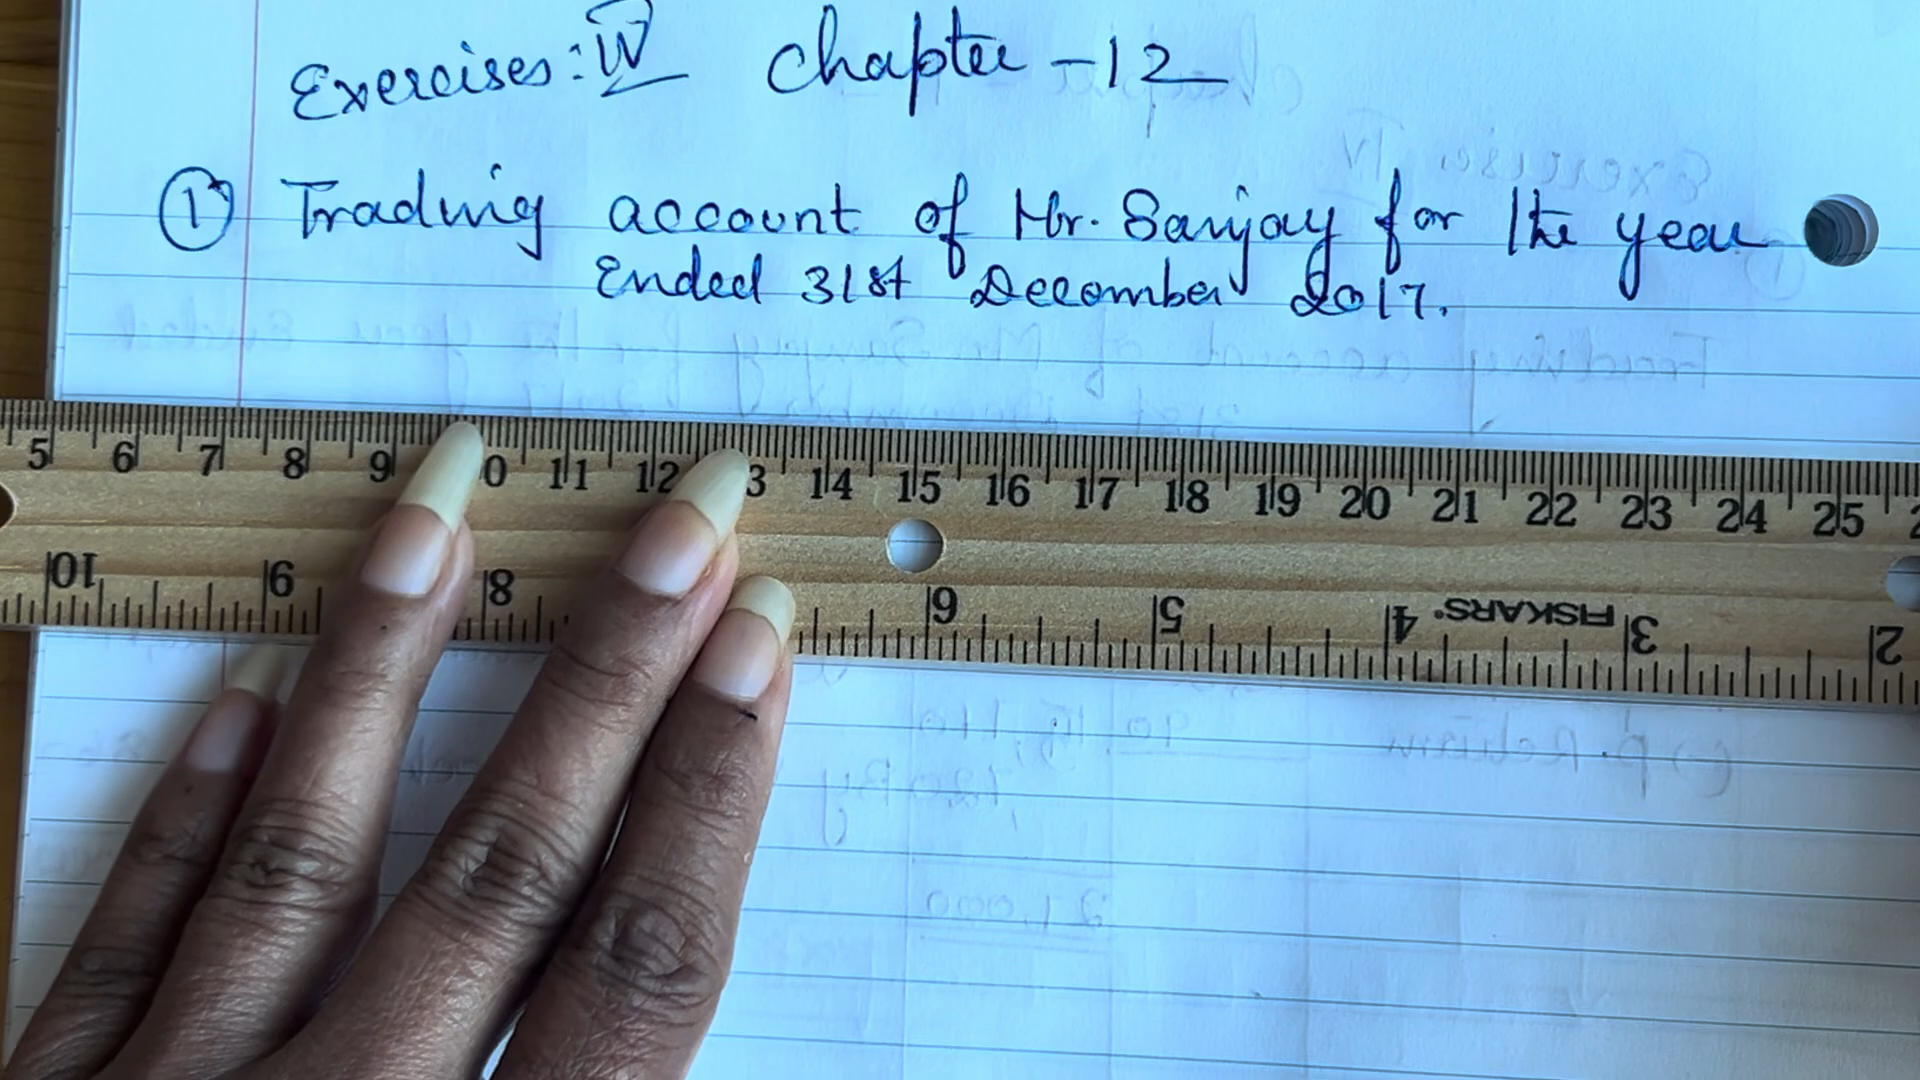 Exercises: IV Chapter - 12
① Trading account of Mr. Sanjay for the year
Ended 31st December 2017.
5 6 7 8 9 0 11 12 3 14 15 16 17 18 19 20 21 22 23 24 25
10 9 8 6 5 4 FISKARS 3 2